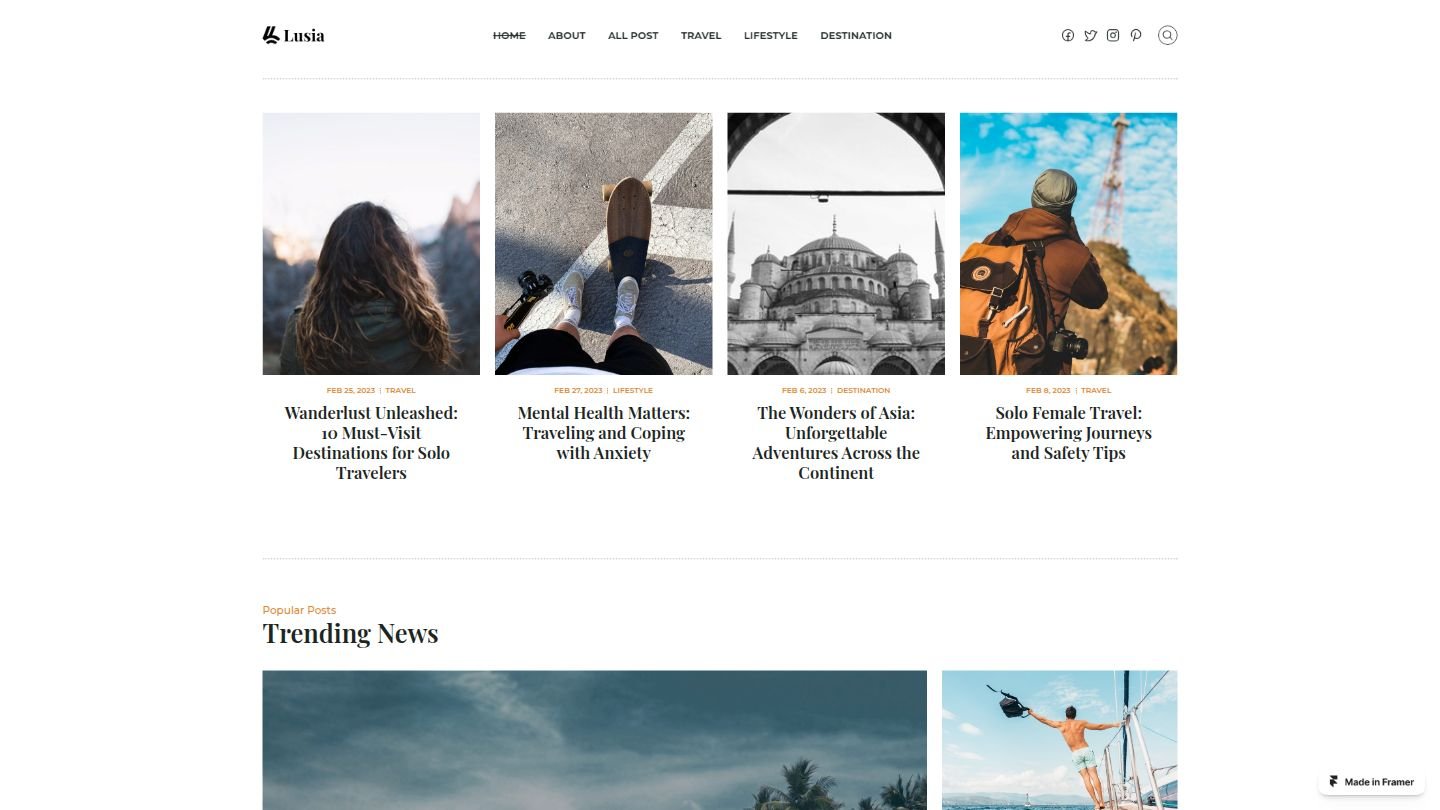 Lusia
HOME ABOUT ALL POST TRAVEL LIFESTYLE DESTINATION
FEB 25, 2023 TRAVEL
Wanderlust Unleashed:
10 Must-Visit
Destinations for Solo
Travelers
FEB 27, 2023 LIFESTYLE
Mental Health Matters:
Traveling and Coping
with Anxiety
FEB 6, 2023 DESTINATION
The Wonders of Asia:
Unforgettable
Adventures Across the
Continent
FEB 8, 2023 TRAVEL
Solo Female Travel:
Empowering Journeys
and Safety Tips
Popular Posts
Trending News
Made in Framer